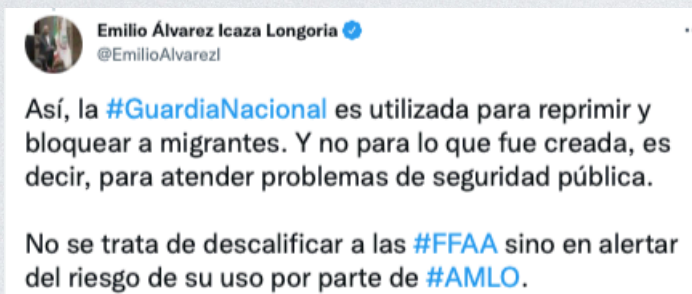 Emilio Álvarez Icaza Longoria
@EmilioAlvarezI
Así, la #GuardiaNacional es utilizada para reprimir y
bloquear a migrantes. Y no para lo que fue creada, es
decir, para atender problemas de seguridad pública.
No se trata de descalificar a las #FFAA sino en alertar
del riesgo de su uso por parte de #AMLO.